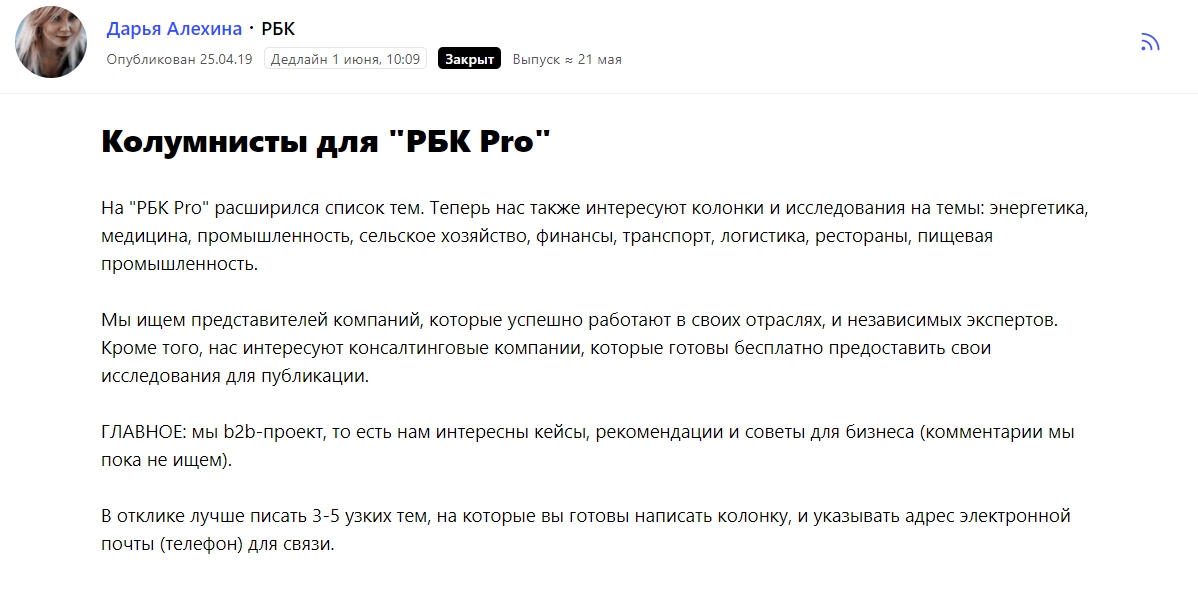 Дарья Алехина · РБК
Опубликован 25.04.19 Дедлайн 1 июня, 10:09 Закрыт Выпуск ≈ 21 мая
Колумнисты для "РБК Pro"
На "РБК Pro" расширился список тем. Теперь нас также интересуют колонки и исследования на темы: энергетика,
медицина, промышленность, сельское хозяйство, финансы, транспорт, логистика, рестораны, пищевая
промышленность.
Мы ищем представителей компаний, которые успешно работают в своих отраслях, и независимых экспертов.
Кроме того, нас интересуют консалтинговые компании, которые готовы бесплатно предоставить свои
исследования для публикации.
ГЛАВНОЕ: мы b2b-проект, то есть нам интересны кейсы, рекомендации и советы для бизнеса (комментарии мы
пока не ищем).
В отклике лучше писать 3-5 узких тем, на которые вы готовы написать колонку, и указывать адрес электронной
почты (телефон) для связи.